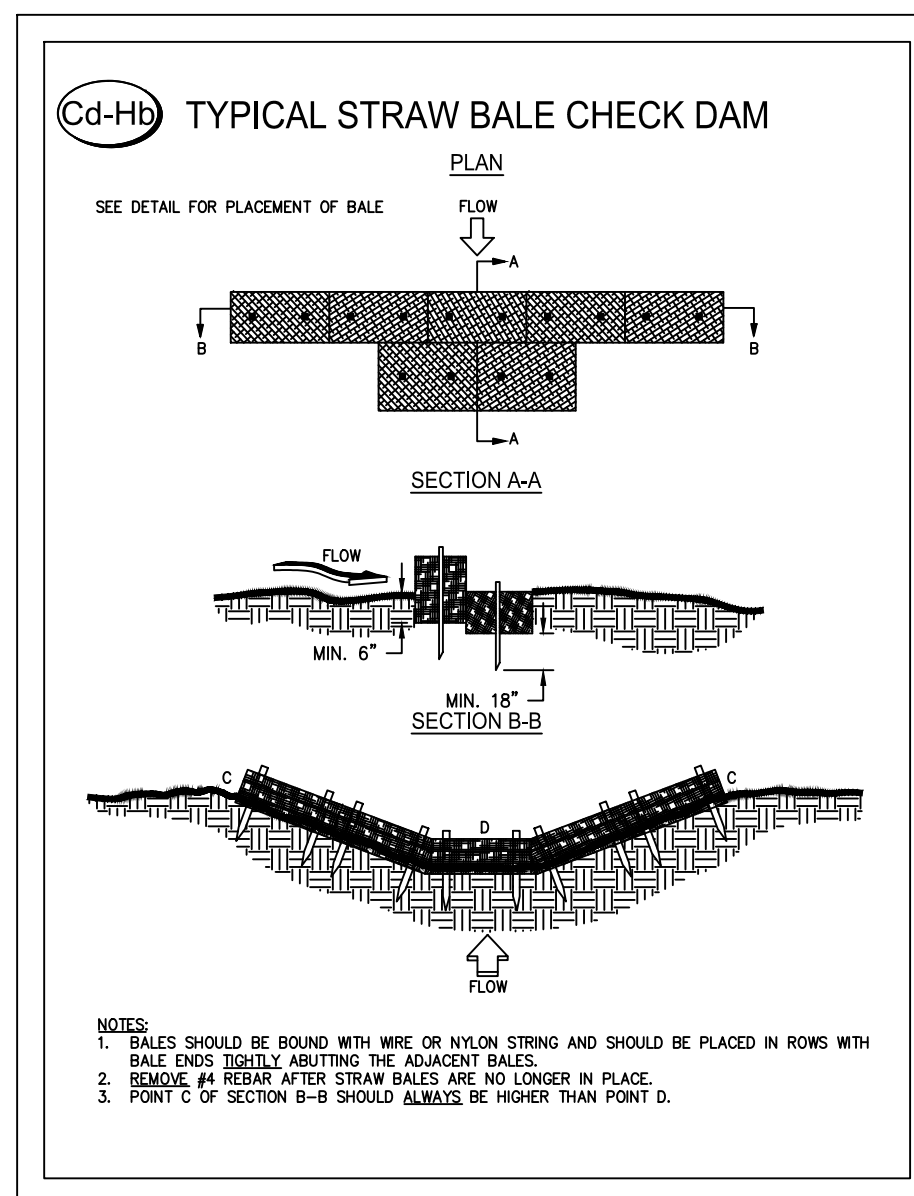 Cd-Hb TYPICAL STRAW BALE CHECK DAM
PLAN
SEE DETAIL FOR PLACEMENT OF BALE
FLOW
A
B
B
A
SECTION A-A
FLOW
MIN. 6"
MIN. 18"
SECTION B-B
C
C
D
FLOW
NOTES:
1. BALES SHOULD BE BOUND WITH WIRE OR NYLON STRING AND SHOULD BE PLACED IN ROWS WITH
BALE ENDS TIGHTLY ABUTTING THE ADJACENT BALES.
2. REMOVE #4 REBAR AFTER STRAW BALES ARE NO LONGER IN PLACE.
3. POINT C OF SECTION B-B SHOULD ALWAYS BE HIGHER THAN POINT D.